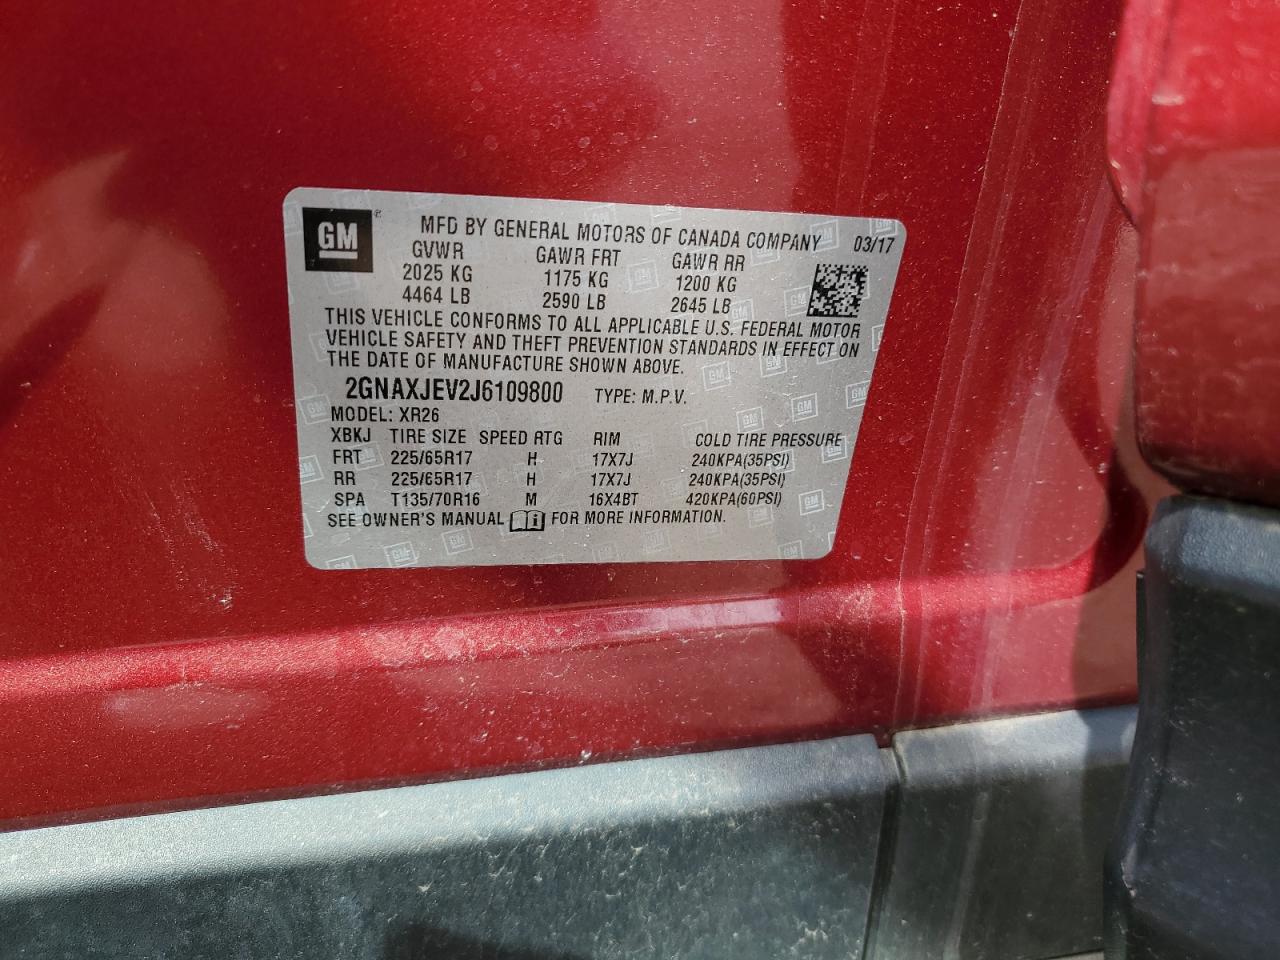 GM ® MFD BY GENERAL MOTORS OF CANADA COMPANY 03/17
GVWR GAWR FRT GAWR RR
2025 KG 1175 KG 1200 KG
4464 LB 2590 LB 2645 LB
THIS VEHICLE CONFORMS TO ALL APPLICABLE U.S. FEDERAL MOTOR
VEHICLE SAFETY AND THEFT PREVENTION STANDARDS IN EFFECT ON
THE DATE OF MANUFACTURE SHOWN ABOVE.
2GNAXJEV2J6109800 TYPE: M.P.V.
MODEL: XR26
XBKJ TIRE SIZE SPEED RTG RIM COLD TIRE PRESSURE
FRT 225/65R17 H 17X7J 240KPA(35PSI)
RR 225/65R17 H 17X7J 240KPA(35PSI)
SPA T135/70R16 M 16X4BT 420KPA(60PSI)
SEE OWNER'S MANUAL i FOR MORE INFORMATION.